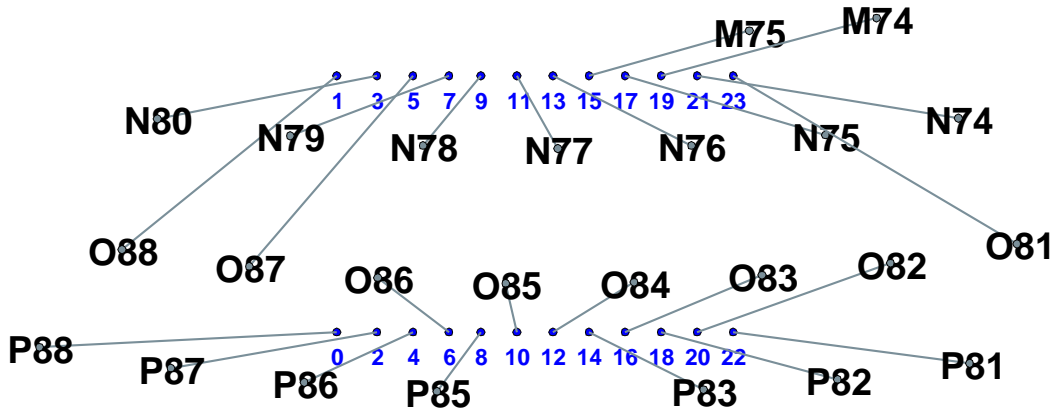 M75 M74
1 3 5 7 9 11 13 15 17 19 21 23
N80 N79 N78 N77 N76 N75 N74
O88 O87 O86 O85 O84 O83 O82 O81
0 2 4 6 8 10 12 14 16 18 20 22
P88 P87 P86 P85 P83 P82 P81